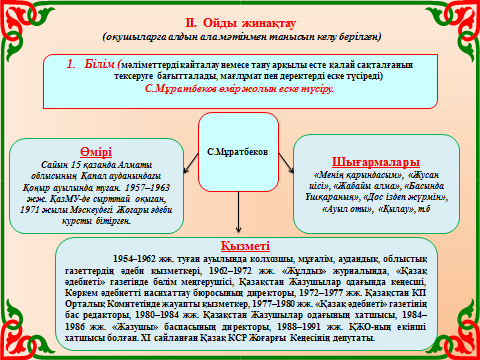 II. Ойды жинақтау
(оқушыларға алдын ала мәтінмен танысып келу берілген)
1. Білім (мәліметтерді қайталау немесе тану арқылы есте қалай сақталғанын
тексеруге бағытталады, мағлұмат пен деректерді еске түсіреді)
С.Мұратбеков өмір жолын еске түсіру.
С.Мұратбеков
Өмірі
Сайын 15 қазанда Алматы
облысының Қапал ауданындағы
Қоңыр ауылында туған. 1957–1963
жж. ҚазМУ-де сырттай оқыған,
1971 жылы Мәскеудегі Жоғары әдеби
курсты бітірген.
Шығармалары
«Менің қарындасым», «Жусан
иісі», «Жабайы алма», «Басында
Үшқараның», «Дос іздеп жүрмін»,
«Ауыл оты», «Қылау», т.б
Қызметі
1954–1962 жж. туған ауылында колхозшы, мұғалім, аудандық, облыстық
газеттердің әдеби қызметкері, 1962–1972 жж. «Жұлдыз» журналында, «Қазақ
әдебиеті» газетінде бөлім меңгерушісі, Қазақстан Жазушылар одағында кеңесші,
Көркем әдебиетті насихаттау бюросының директоры, 1972–1977 жж. Қазақстан КП
Орталық Комитетінде жауапты қызметкер, 1977–1980 жж. «Қазақ әдебиеті» газетінің
бас редакторы, 1980–1984 жж. Қазақстан Жазушылар одағының хатшысы, 1984–
1986 жж. «Жазушы» баспасының директоры, 1988–1991 жж. ҚЖО-ның екінші
хатшысы болған. XI сайланған Қазақ КСР Жоғарғы Кеңесінің депутаты.